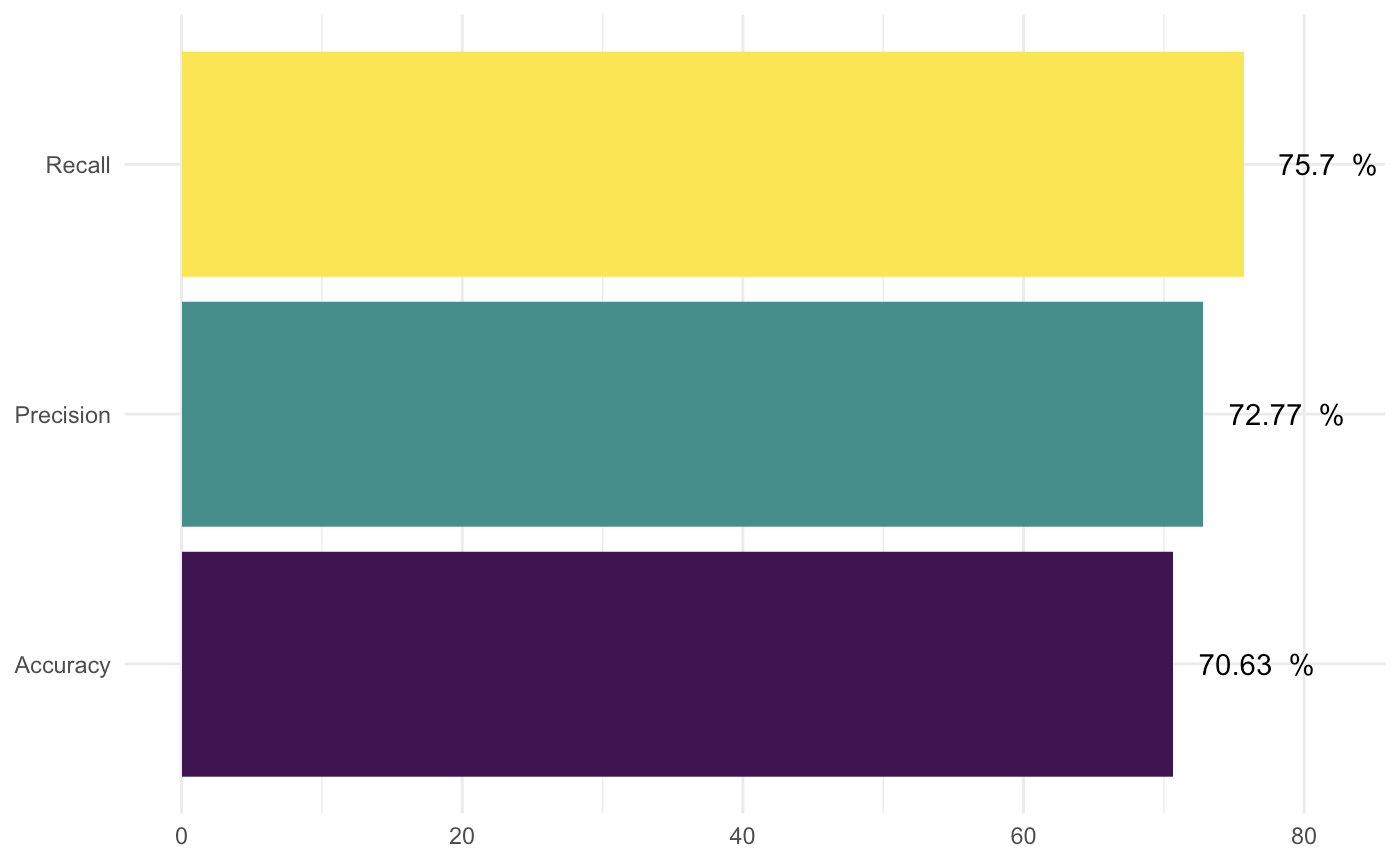 Recall 75.7 %
Precision 72.77 %
Accuracy 70.63 %
0 20 40 60 80